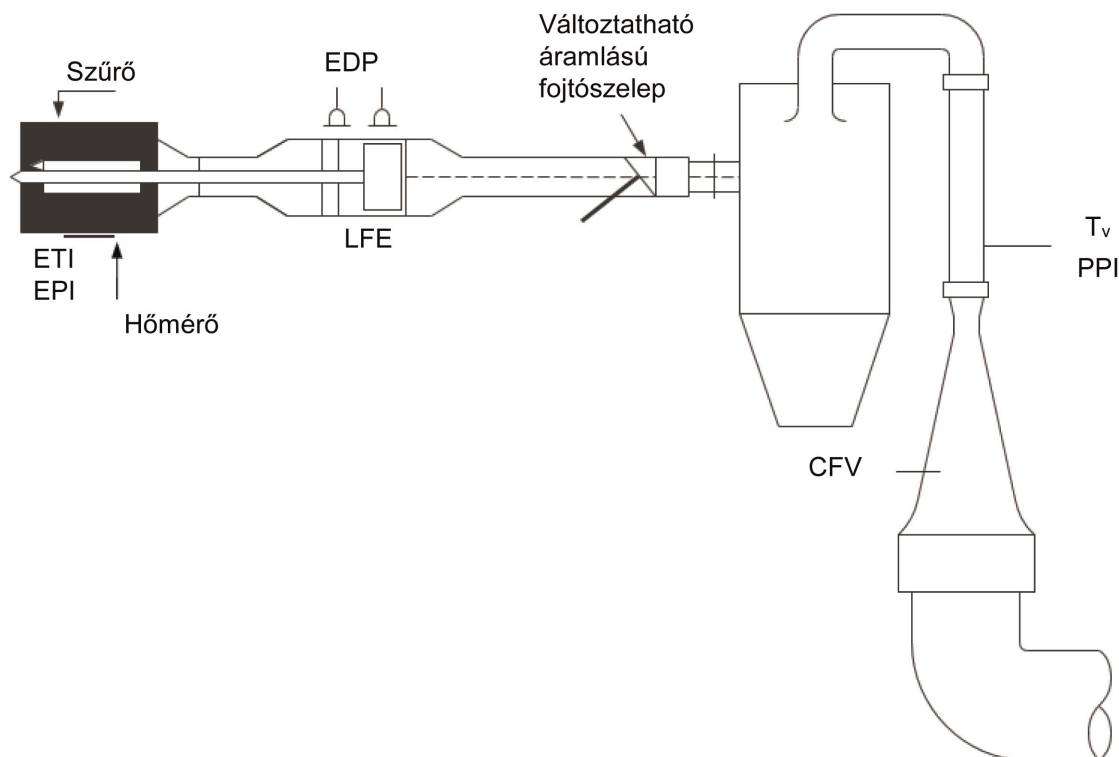 Változtatható
áramlású
fojtószelep
Szűrő
EDP
LFE
ETI
EPI
Hőmérő
Tv
PPI
CFV